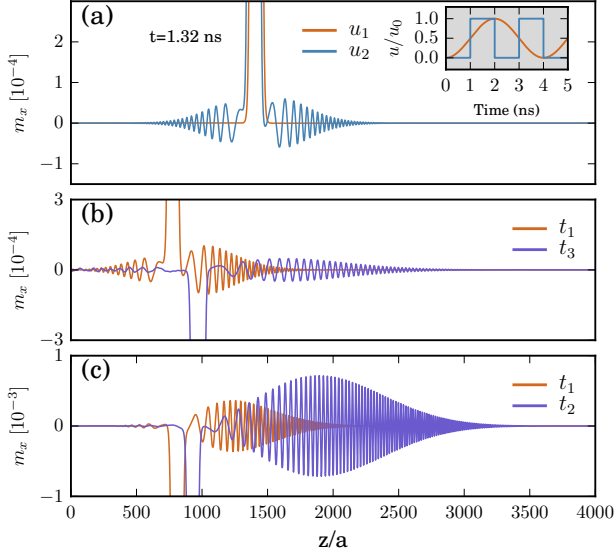 (a)
t=1.32 ns
u₁
u₂
mₓ [10⁻⁴]
3
1
0
−1
u/u₀
1.0
0.5
0.0
0 1 2 3 4 5
Time (ns)
(b)
t₁
t₃
mₓ [10⁻⁴]
3
0
−3
(c)
t₁
t₂
mₓ [10⁻³]
1
0
−1
0 500 1000 1500 2000 2500 3000 3500 4000
z/a